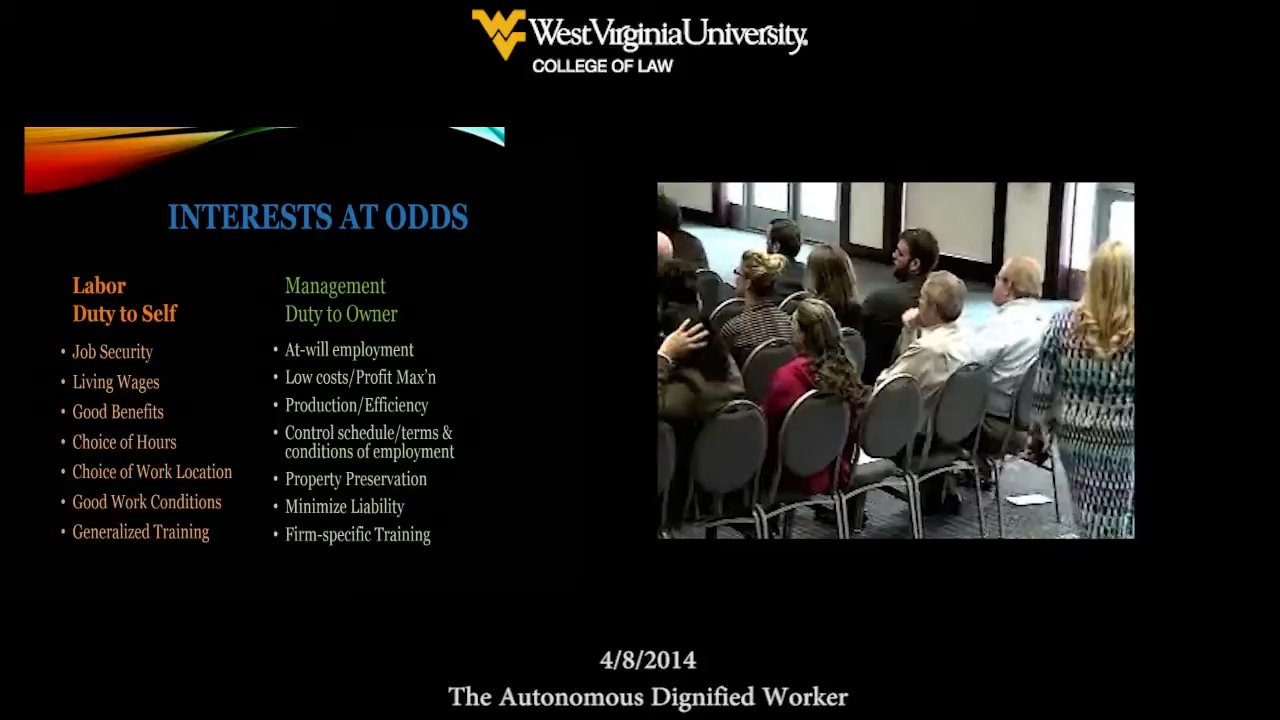 WestVirginiaUniversity.
COLLEGE OF LAW
INTERESTS AT ODDS
Labor
Duty to Self
• Job Security
• Living Wages
• Good Benefits
• Choice of Hours
• Choice of Work Location
• Good Work Conditions
• Generalized Training
Management
Duty to Owner
• At-will employment
• Low costs/Profit Max'n
• Production/Efficiency
• Control schedule/terms &
conditions of employment
• Property Preservation
• Minimize Liability
• Firm-specific Training
4/8/2014
The Autonomous Dignified Worker